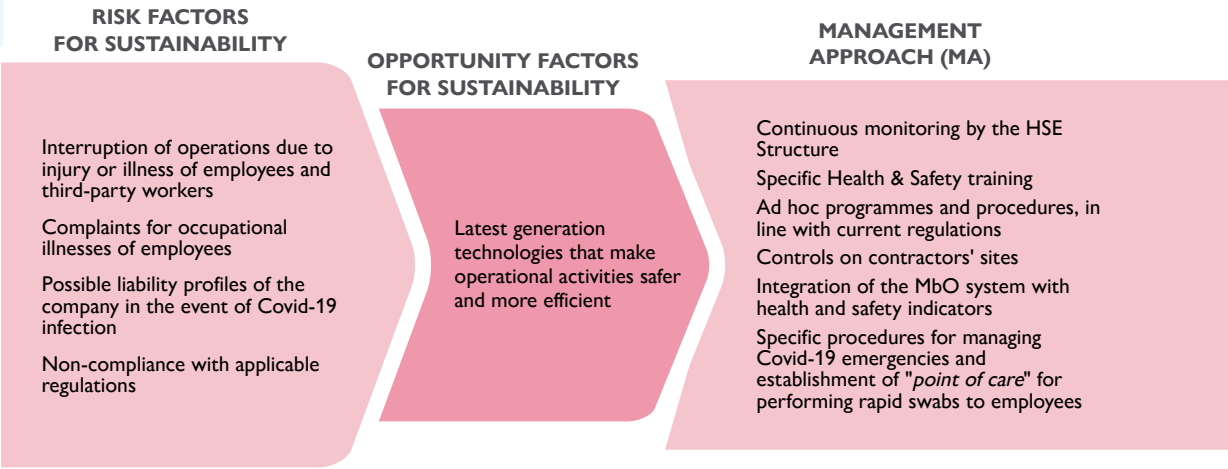 RISK FACTORS
FOR SUSTAINABILITY
Interruption of operations due to
injury or illness of employees and
third-party workers
Complaints for occupational
illnesses of employees
Possible liability profiles of the
company in the event of Covid-19
infection
Non-compliance with applicable
regulations
OPPORTUNITY FACTORS
FOR SUSTAINABILITY
Latest generation
technologies that make
operational activities safer
and more efficient
MANAGEMENT
APPROACH (MA)
Continuous monitoring by the HSE
Structure
Specific Health & Safety training
Ad hoc programmes and procedures, in
line with current regulations
Controls on contractors' sites
Integration of the MbO system with
health and safety indicators
Specific procedures for managing
Covid-19 emergencies and
establishment of "point of care" for
performing rapid swabs to employees